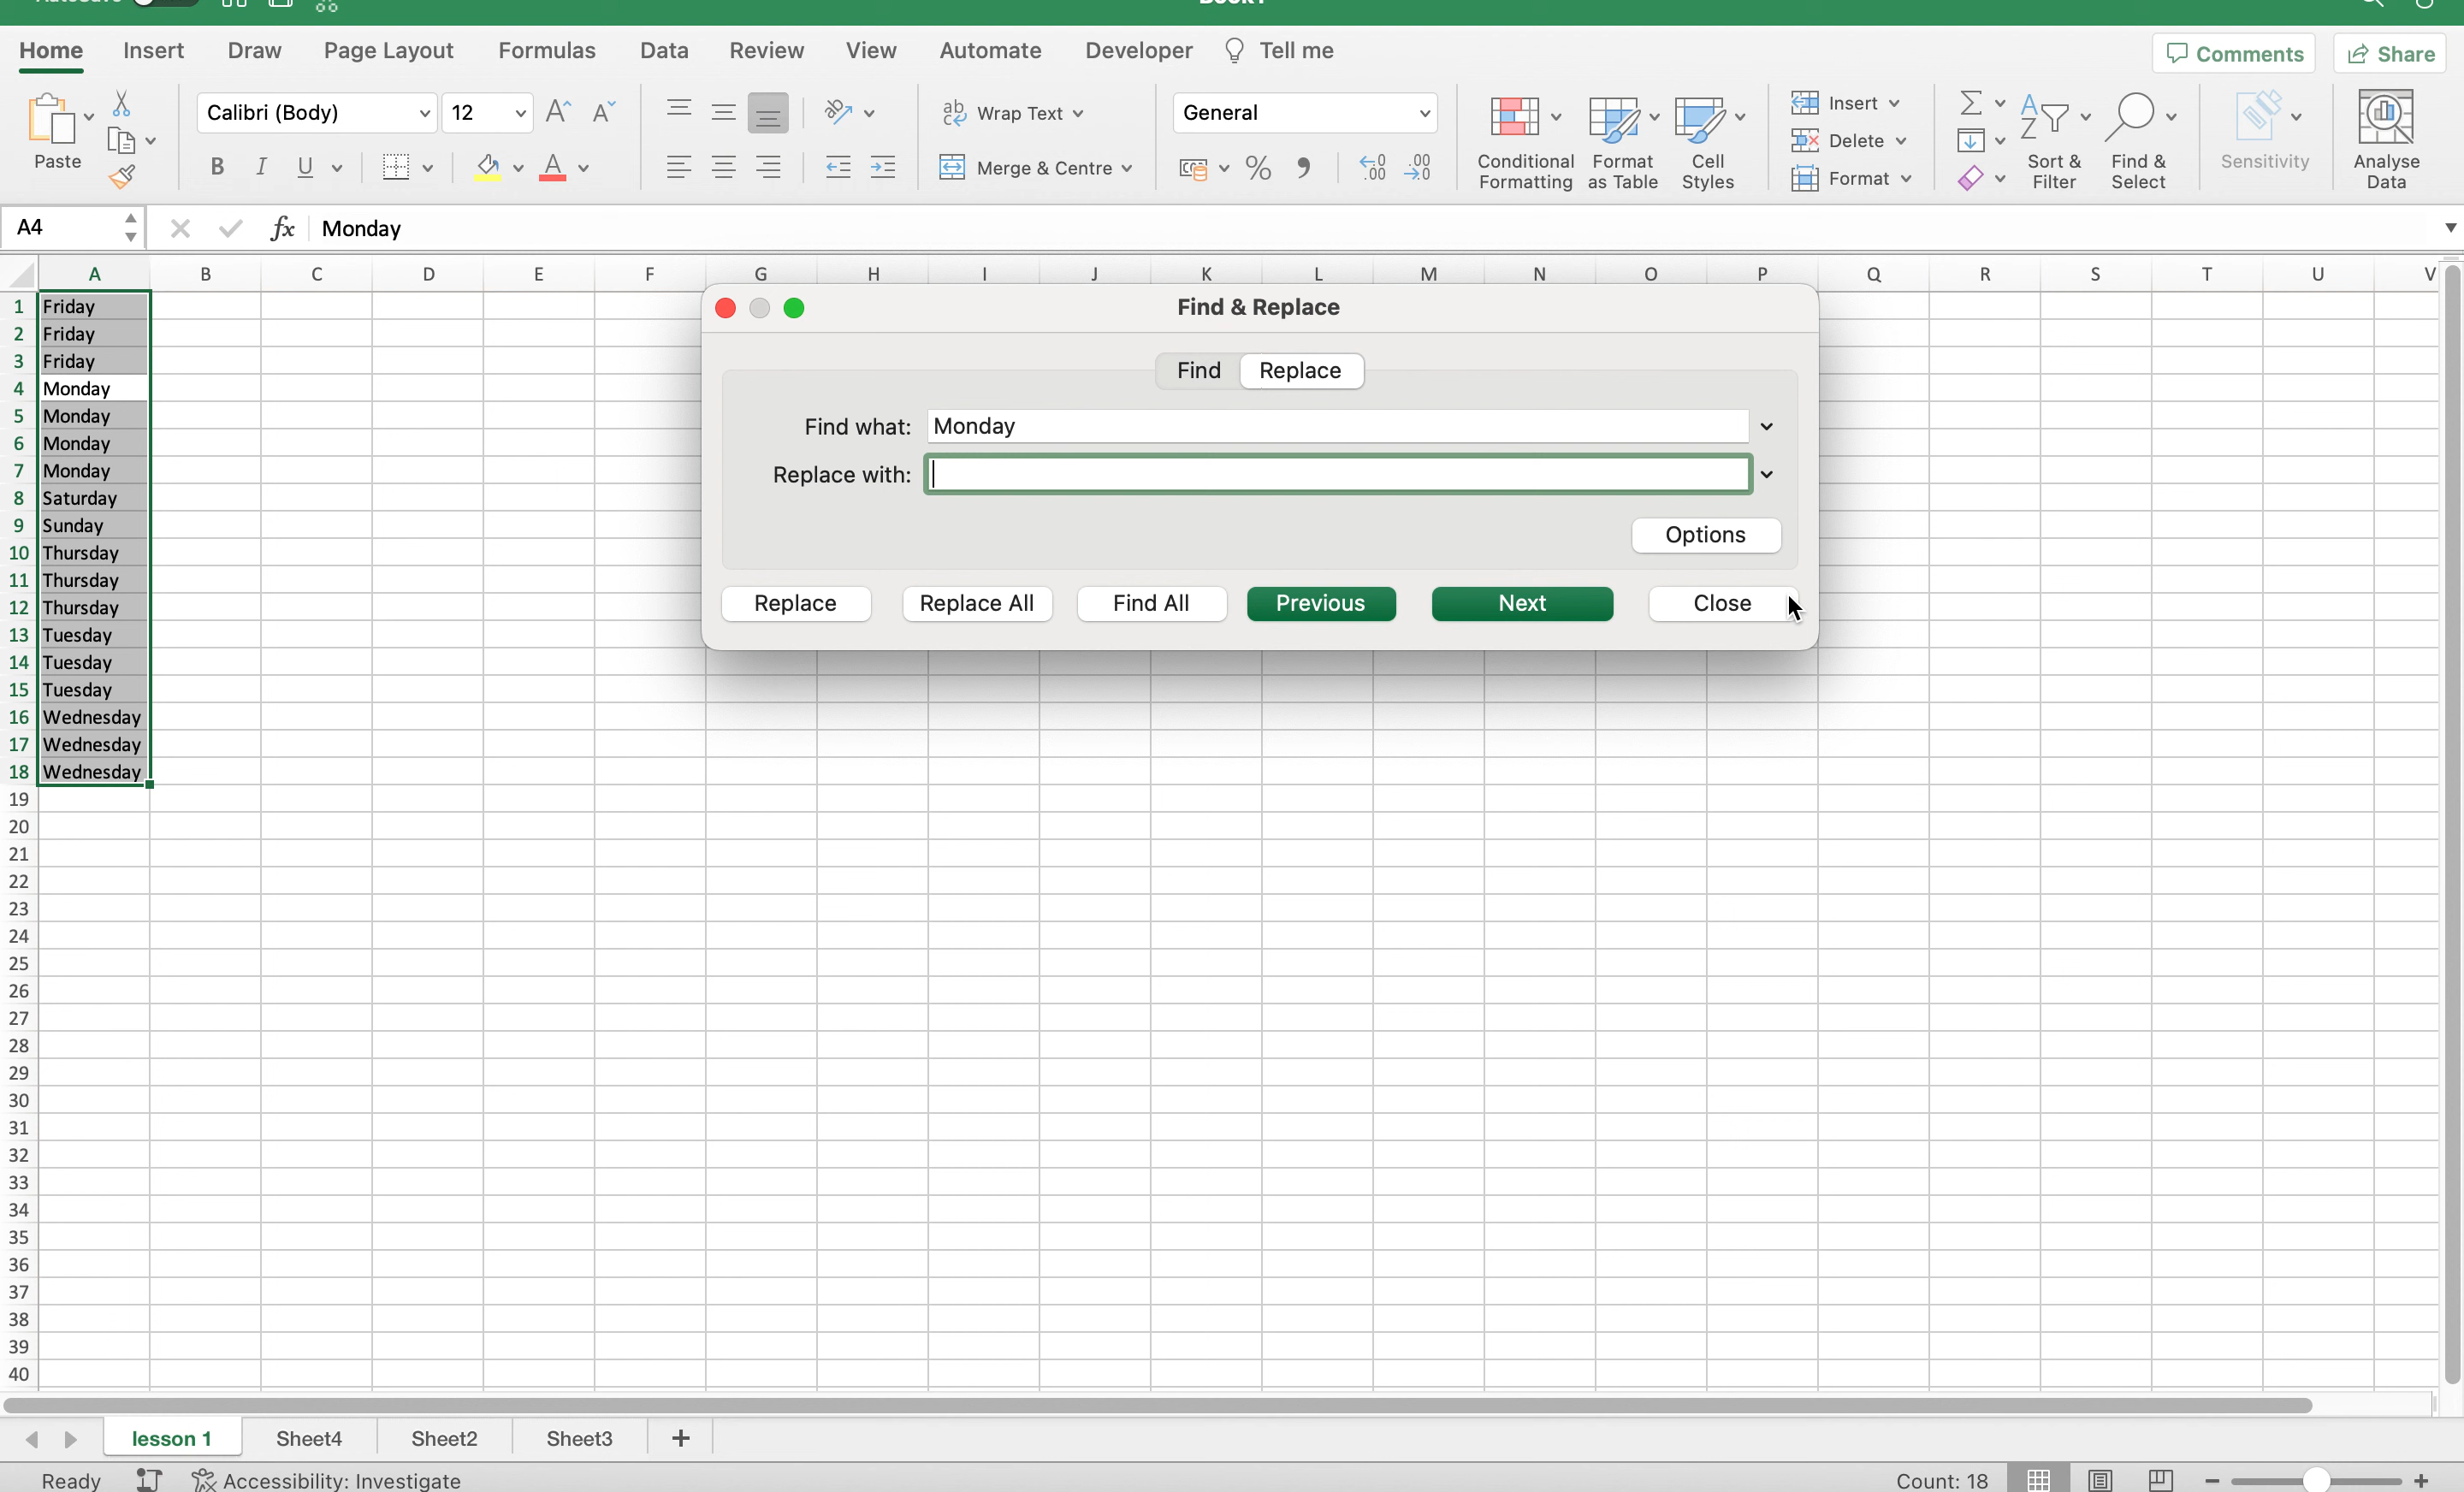 Home Insert Draw Page Layout Formulas Data Review View Automate Developer Tell me Comments Share
Calibri (Body) 12 Wrap Text General Insert
Paste Merge & Centre Delete
Conditional Formatting Format as Table Cell Styles Format Sort & Filter Find & Select Sensitivity Analyse Data
A4 fx Monday
A B C D E F G H I J K L M N O P Q R S T U V
1 Friday
2 Friday
3 Friday
4 Monday
5 Monday
6 Monday
7 Monday
8 Saturday
9 Sunday
10 Thursday
11 Thursday
12 Thursday
13 Tuesday
14 Tuesday
15 Tuesday
16 Wednesday
17 Wednesday
18 Wednesday
19
20
21
22
23
24
25
26
27
28
29
30
31
32
33
34
35
36
37
38
39
40
Find & Replace
Find Replace
Find what: Monday
Replace with:
Options
Replace Replace All Find All Previous Next Close
lesson 1 Sheet4 Sheet2 Sheet3 +
Ready Accessibility: Investigate Count: 18